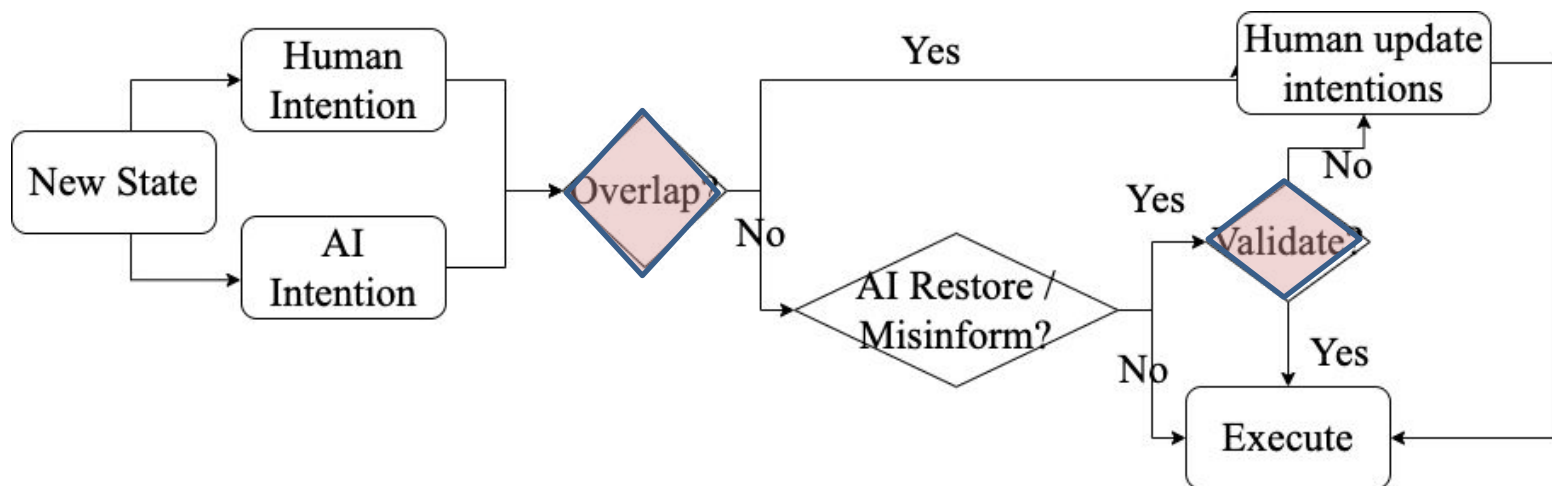 New State
Human
Intention
AI
Intention
Overlap?
Yes
No
AI Restore /
Misinform?
Yes
No
Validate?
No
Yes
Human update
intentions
Execute